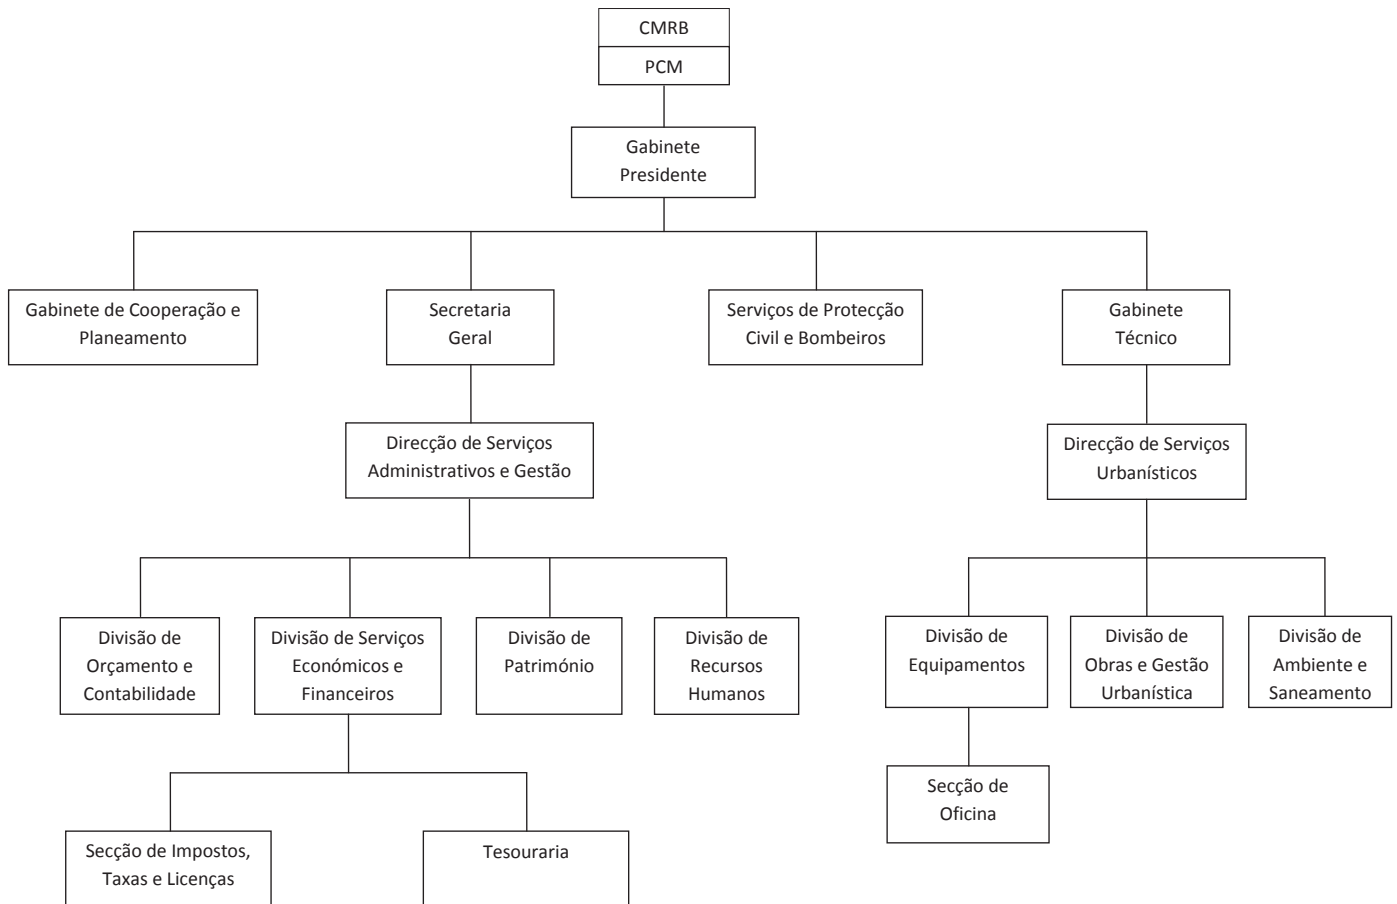 CMRB
PCM
Gabinete
Presidente
Gabinete de Cooperação e
Planeamento
Secretaria
Geral
Serviços de Protecção
Civil e Bombeiros
Gabinete
Técnico
Direcção de Serviços
Administrativos e Gestão
Direcção de Serviços
Urbanísticos
Divisão de
Orçamento e
Contabilidade
Divisão de Serviços
Económicos e
Financeiros
Divisão de
Património
Divisão de
Recursos
Humanos
Divisão de
Equipamentos
Divisão de
Obras e Gestão
Urbanística
Divisão de
Ambiente e
Saneamento
Secção de
Oficina
Secção de Impostos,
Taxas e Licenças
Tesouraria